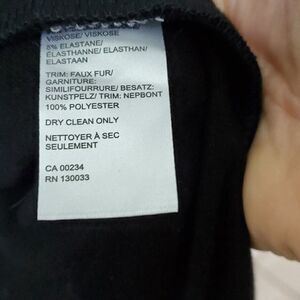 VISKOSE/ VISKOSE
5% ELASTANE/
ÉLASTHANNE/ ELASTHAN/
ELASTAAN
TRIM: FAUX FUR/
GARNITURE:
SIMILIFOURRURE/ BESATZ:
KUNSTPELZ/ TRIM: NEPBONT
100% POLYESTER
DRY CLEAN ONLY
NETTOYER À SEC
SEULEMENT
CA 00234
RN 130033